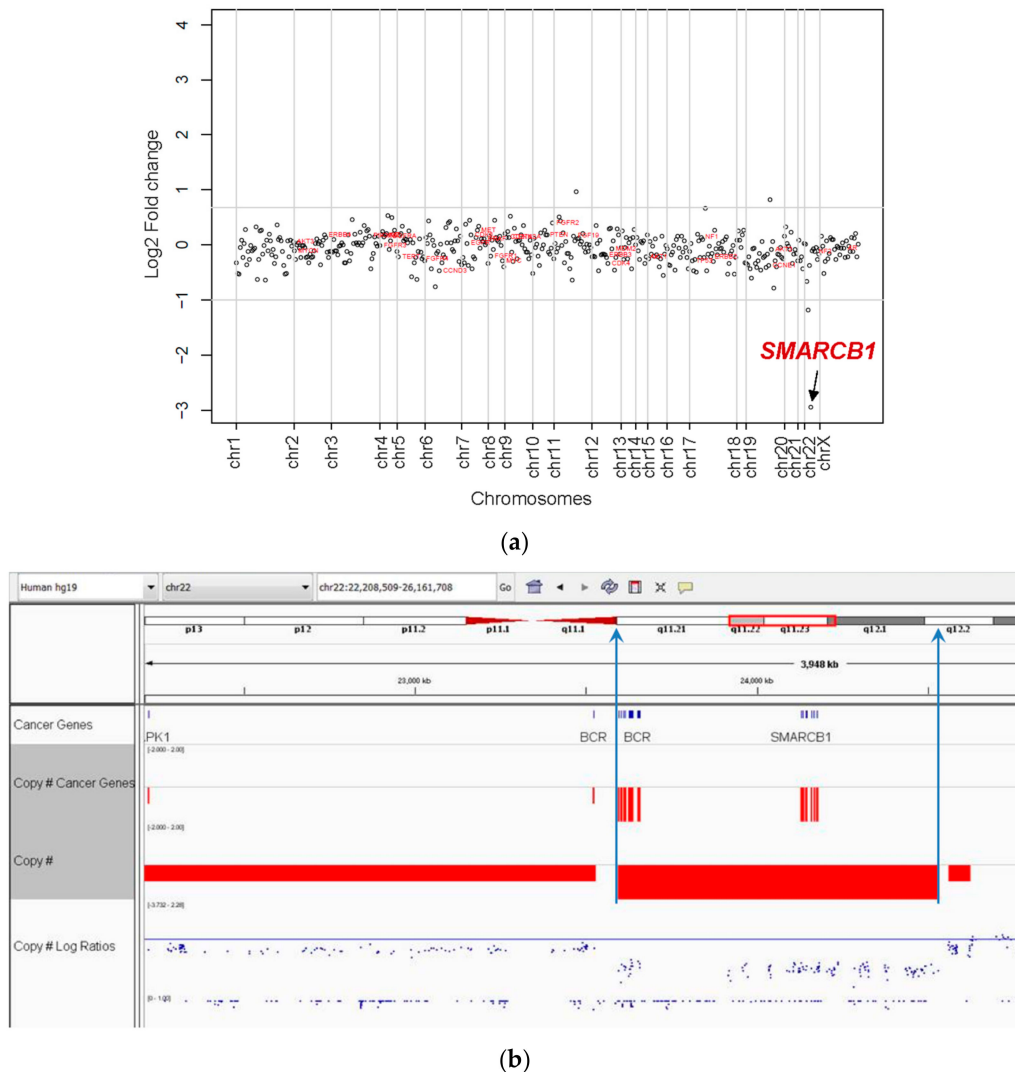 4
3
2
1
0
-1
-2
-3
Log2 Fold change
ERBB
FGFR2
MET
NF1
CCND3
SMARCB1
chr1
chr2
chr3
chr4
chr5
chr6
chr7
chr8
chr9
chr10
chr11
chr12
chr13
chr14
chr15
chr16
chr17
chr18
chr19
chr20
chr21
chr22
chrX
Chromosomes
(a)
Human hg19
chr22
chr22:22,208,509-26,161,708
Go
p13
p12
p11.2
p11.1
q11.1
q11.21
q11.22
q11.23
q12.1
q12.2
3,948 kb
23,000 kb
24,000 kb
Cancer Genes
.PK1
BCR
BCR
SMARCB1
[-2.000 - 2.00]
Copy # Cancer Genes
[-2.000 - 2.00]
Copy #
[-3.732 - 2.28]
Copy # Log Ratios
[0 - 1.00]
(b)